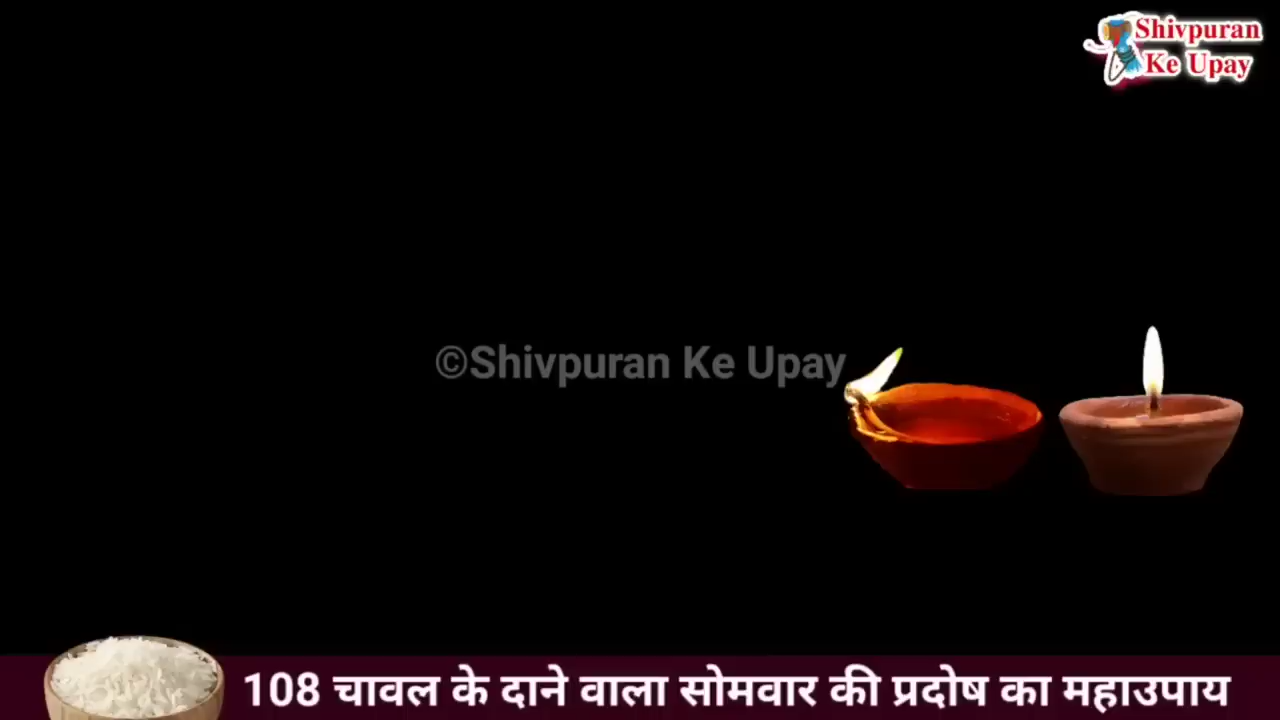 Shivpuran
Ke Upay
©Shivpuran Ke Upay
108 चावल के दाने वाला सोमवार की प्रदोष का महाउपाय